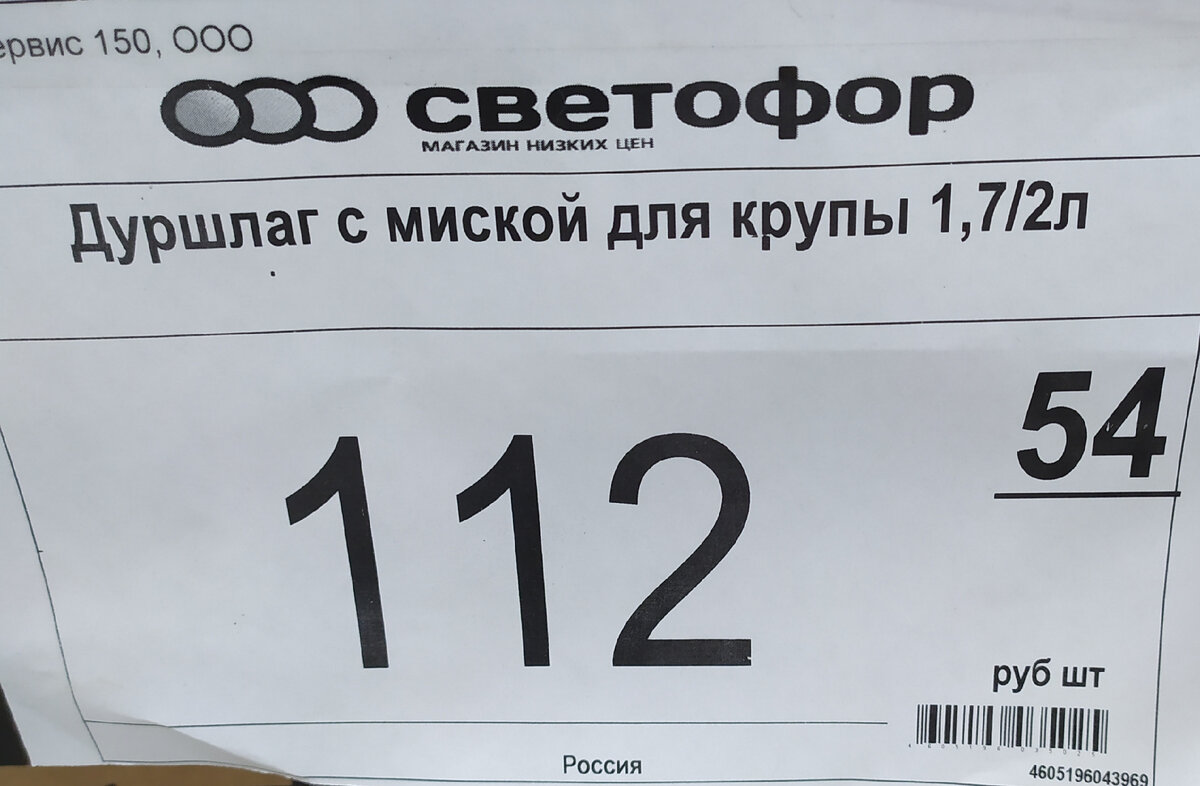 150, ООО
светофор
МАГАЗИН НИЗКИХ ЦЕН
Дуршлаг с миской для крупы 1,7/2л
112
54
руб шт
Россия
4605196043969